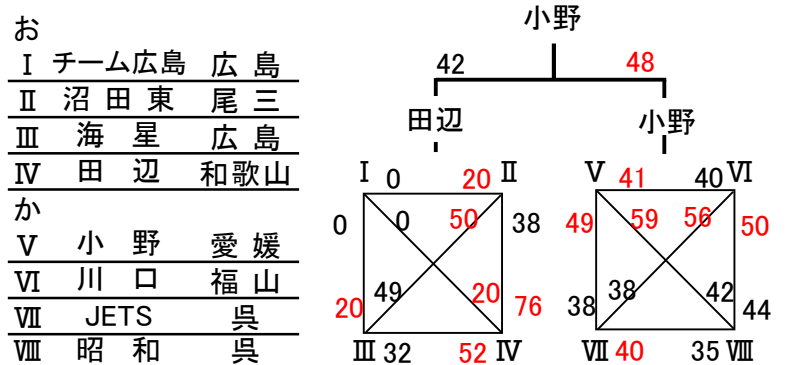 お
Ⅰ チーム広島 広 島
Ⅱ 沼 田 東 尾 三
Ⅲ 海 星 広 島
Ⅳ 田 辺 和歌山
か
Ⅴ 小 野 愛 媛
Ⅵ 川 口 福 山
Ⅶ JETS 呉
Ⅷ 昭 和 呉
小野
42 48
田辺 小野
Ⅰ 0 20 Ⅱ
0 0 50 38
20 49 20 76
Ⅲ 32 52 Ⅳ
Ⅴ 41 40 Ⅵ
49 59 56 50
38 38 42 44
Ⅶ 40 35 Ⅷ